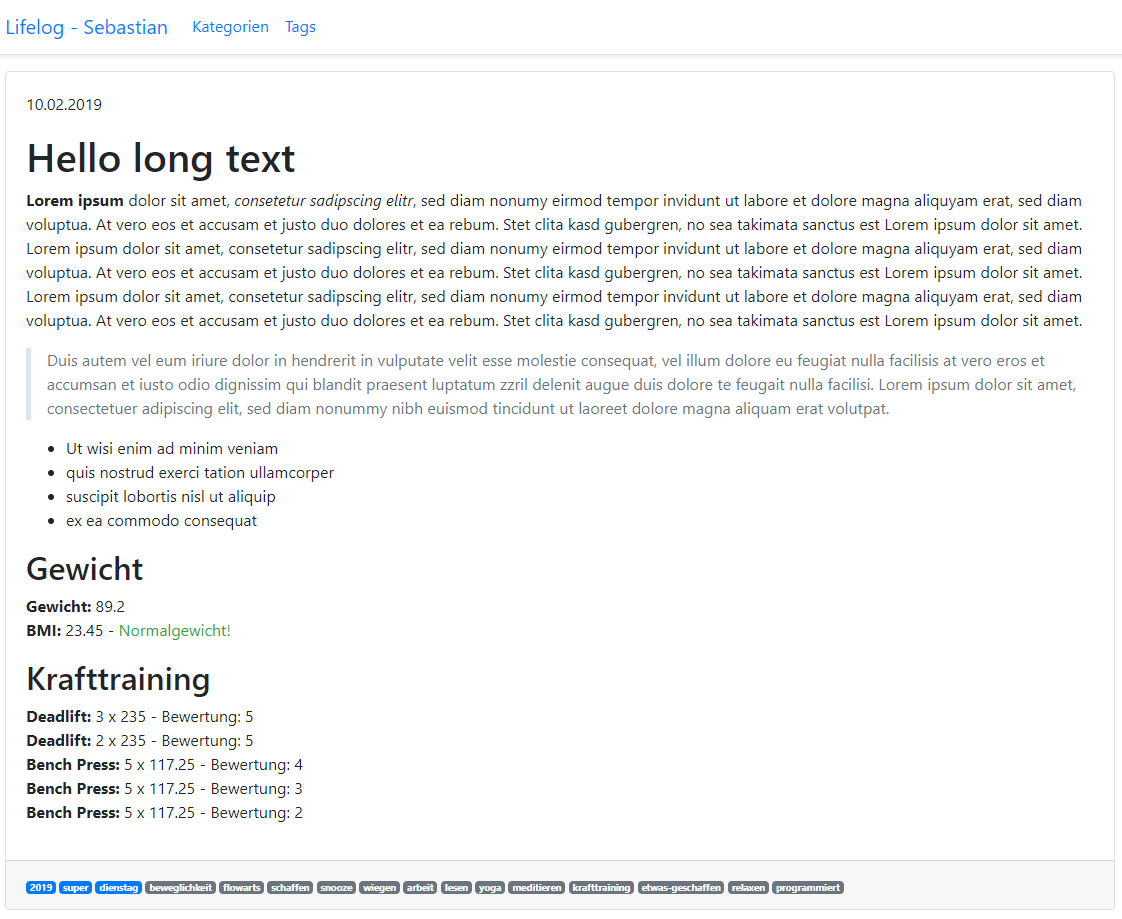 Lifelog - Sebastian Kategorien Tags
10.02.2019
Hello long text
Lorem ipsum dolor sit amet, consetetur sadipscing elitr, sed diam nonumy eirmod tempor invidunt ut labore et dolore magna aliquyam erat, sed diam
voluptua. At vero eos et accusam et justo duo dolores et ea rebum. Stet clita kasd gubergren, no sea takimata sanctus est Lorem ipsum dolor sit amet.
Lorem ipsum dolor sit amet, consetetur sadipscing elitr, sed diam nonumy eirmod tempor invidunt ut labore et dolore magna aliquyam erat, sed diam
voluptua. At vero eos et accusam et justo duo dolores et ea rebum. Stet clita kasd gubergren, no sea takimata sanctus est Lorem ipsum dolor sit amet.
Lorem ipsum dolor sit amet, consetetur sadipscing elitr, sed diam nonumy eirmod tempor invidunt ut labore et dolore magna aliquyam erat, sed diam
voluptua. At vero eos et accusam et justo duo dolores et ea rebum. Stet clita kasd gubergren, no sea takimata sanctus est Lorem ipsum dolor sit amet.
Duis autem vel eum iriure dolor in hendrerit in vulputate velit esse molestie consequat, vel illum dolore eu feugiat nulla facilisis at vero eros et
accumsan et iusto odio dignissim qui blandit praesent luptatum zzril delenit augue duis dolore te feugait nulla facilisi. Lorem ipsum dolor sit amet,
consectetuer adipiscing elit, sed diam nonummy nibh euismod tincidunt ut laoreet dolore magna aliquam erat volutpat.
• Ut wisi enim ad minim veniam
• quis nostrud exerci tation ullamcorper
• suscipit lobortis nisl ut aliquip
• ex ea commodo consequat
Gewicht
Gewicht: 89.2
BMI: 23.45 - Normalgewicht!
Krafttraining
Deadlift: 3 x 235 - Bewertung: 5
Deadlift: 2 x 235 - Bewertung: 5
Bench Press: 5 x 117.25 - Bewertung: 4
Bench Press: 5 x 117.25 - Bewertung: 3
Bench Press: 5 x 117.25 - Bewertung: 2
2019 super dienstag beweglichkeit flowarts schaffen snooze wiegen arbeit lesen yoga meditieren krafttraining etwas-geschaffen relaxen programmiert